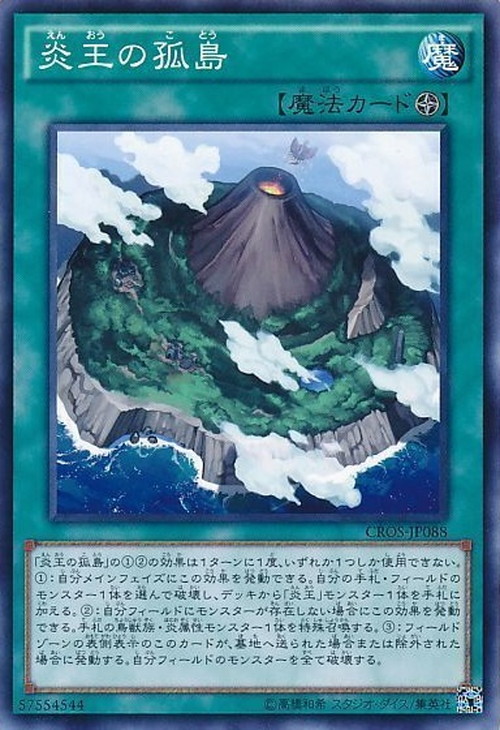 炎王の孤島
魔
【魔法カード】
CROS-JP088
「炎王の孤島」の①②の効果は1ターンに1度、いずれか1つしか使用できない。
①:自分メインフェイズにこの効果を発動できる。自分の手札・フィールドの
モンスター1体を選んで破壊し、デッキから「炎王」モンスター1体を手札に
加える。②:自分フィールドにモンスターが存在しない場合にこの効果を発動
できる。手札の鳥獣族・炎属性モンスター1体を特殊召喚する。③:フィールド
ゾーンの表側表示のこのカードが、墓地へ送られた場合または除外された
場合に発動する。自分フィールドのモンスターを全て破壊する。
57554544
©高橋和希 スタジオ・ダイス/集英社